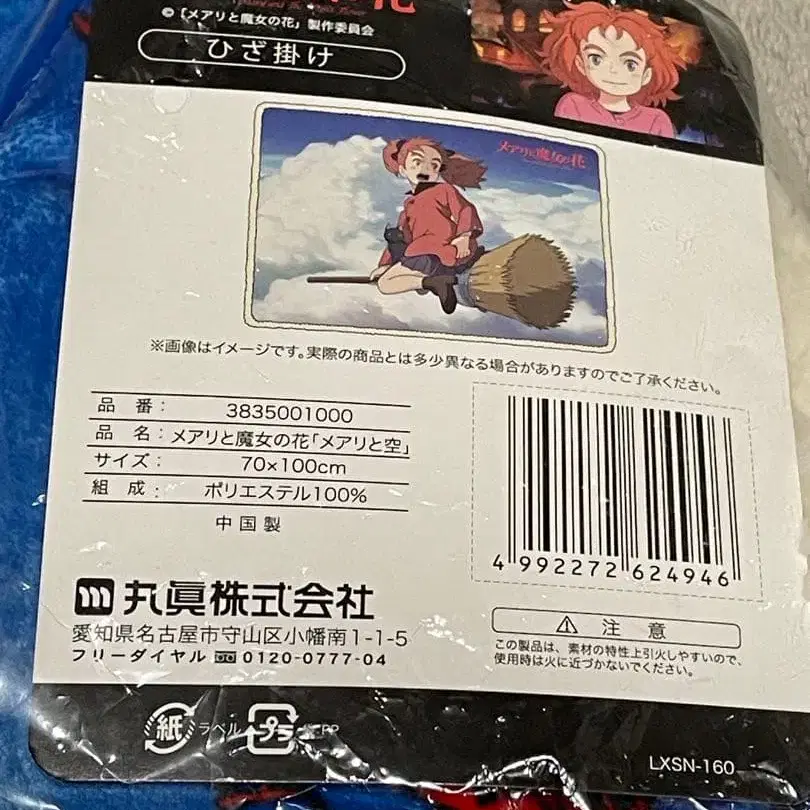 花
©「メアリと魔女の花」製作委員会
ひざ掛け
メアリと魔女の花
※画像はイメージです。実際の商品とは多少異なる場合がありますのでご了承ください。
品番: 3835001000
品名: メアリと魔女の花「メアリと空」
サイズ: 70×100cm
組成: ポリエステル100%
中国製
4 992272 624946
丸眞株式会社
愛知県名古屋市守山区小幡南1-1-5
フリーダイヤル 0120-0777-04
⚠ 注意
この製品は、素材の特性上引火しやすいので、
使用時は火に近づかないでください。
紙 ラベル プラ PP
LXSN-160